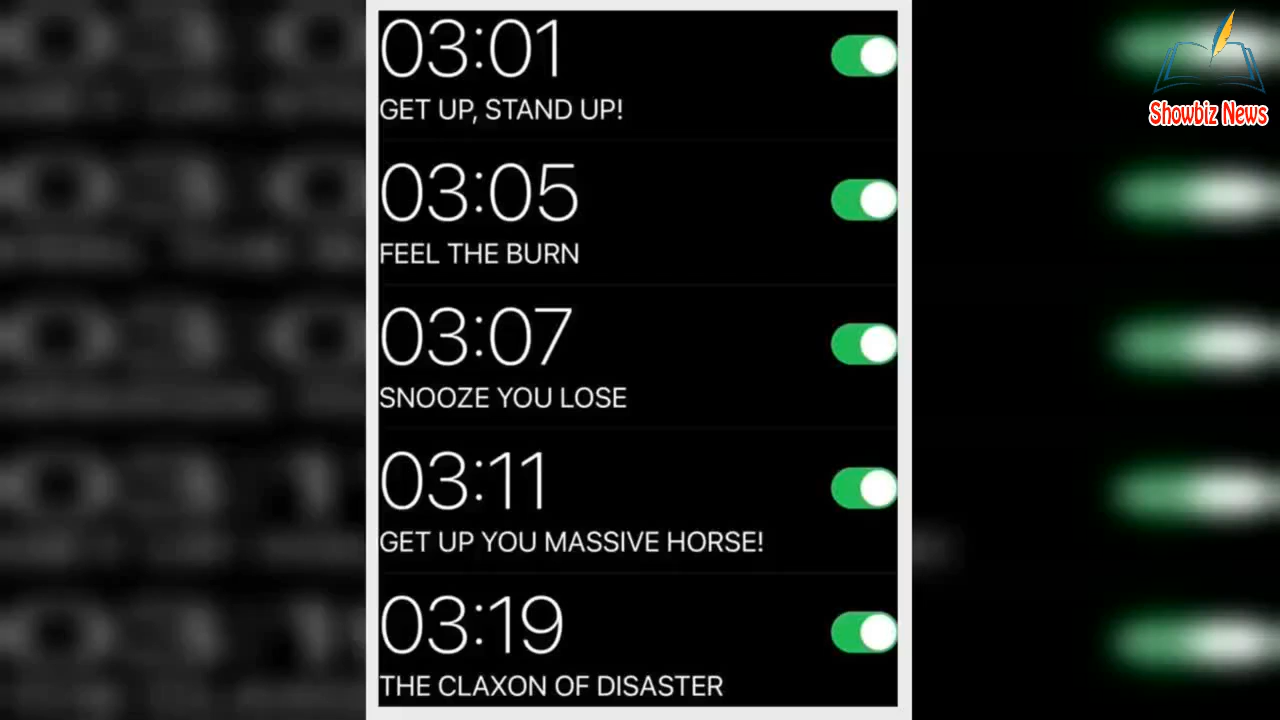 03:01
GET UP, STAND UP!
03:05
FEEL THE BURN
03:07
SNOOZE YOU LOSE
03:11
GET UP YOU MASSIVE HORSE!
03:19
THE CLAXON OF DISASTER
Showbiz News